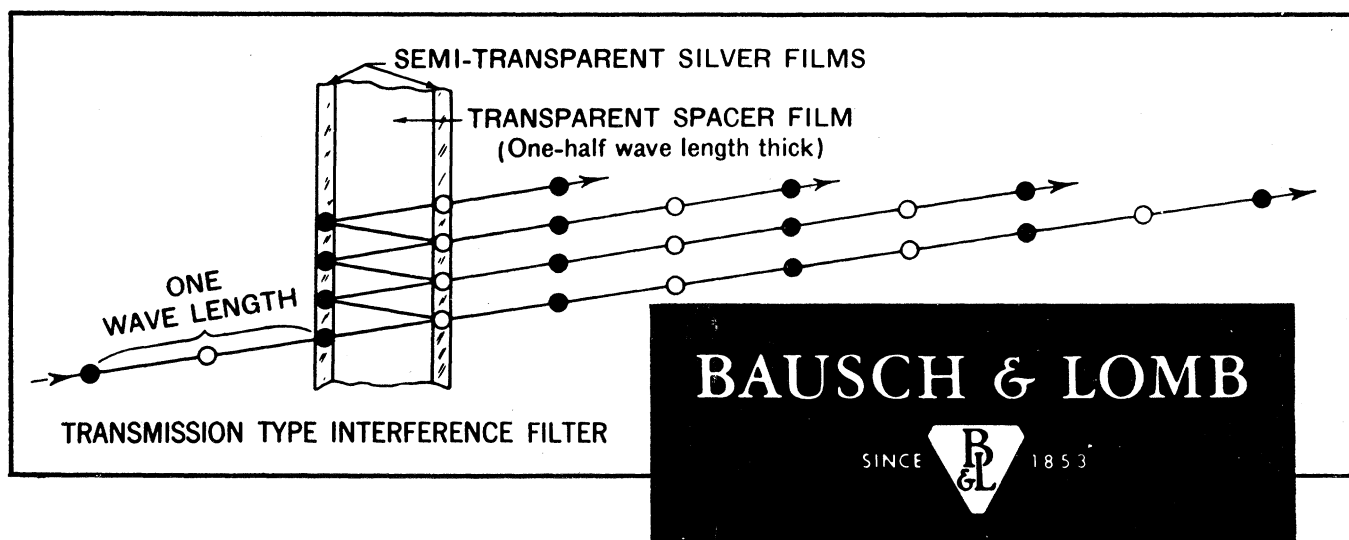 SEMI-TRANSPARENT SILVER FILMS
TRANSPARENT SPACER FILM
(One-half wave length thick)
ONE
WAVE LENGTH
TRANSMISSION TYPE INTERFERENCE FILTER
BAUSCH & LOMB
SINCE B&L 1853